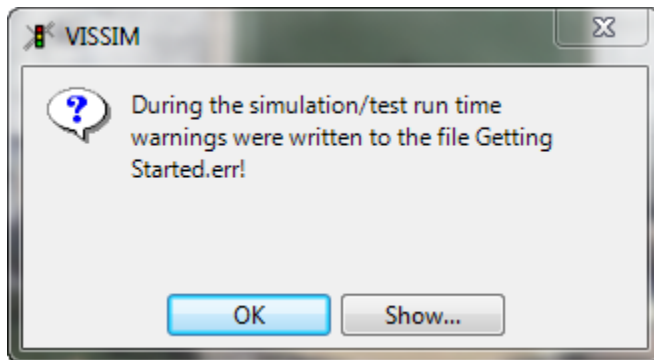 VISSIM
During the simulation/test run time
warnings were written to the file Getting
Started.err!
OK
Show...